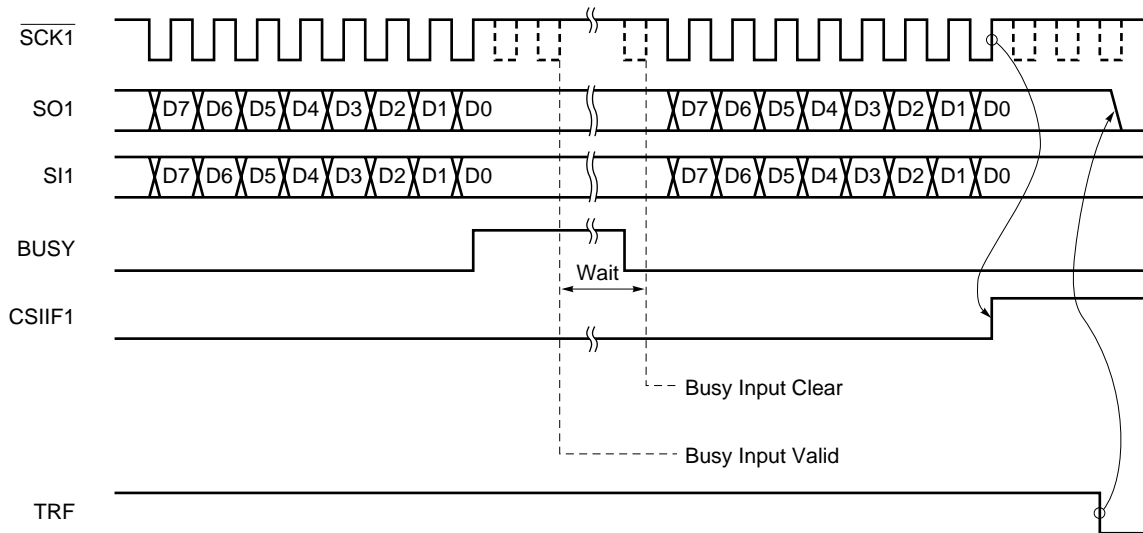 SCK1
SO1 D7 D6 D5 D4 D3 D2 D1 D0 D7 D6 D5 D4 D3 D2 D1 D0
SI1 D7 D6 D5 D4 D3 D2 D1 D0 D7 D6 D5 D4 D3 D2 D1 D0
BUSY
Wait
CSIIF1
Busy Input Clear
Busy Input Valid
TRF